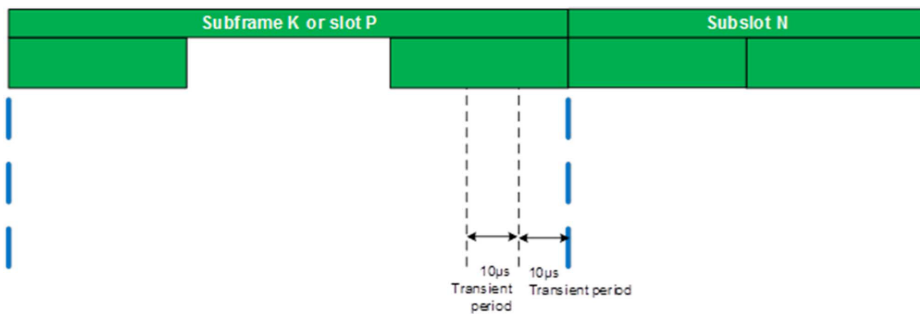 Subframe K or slot P
Subslot N
10µs
Transient
period
10µs
Transient period